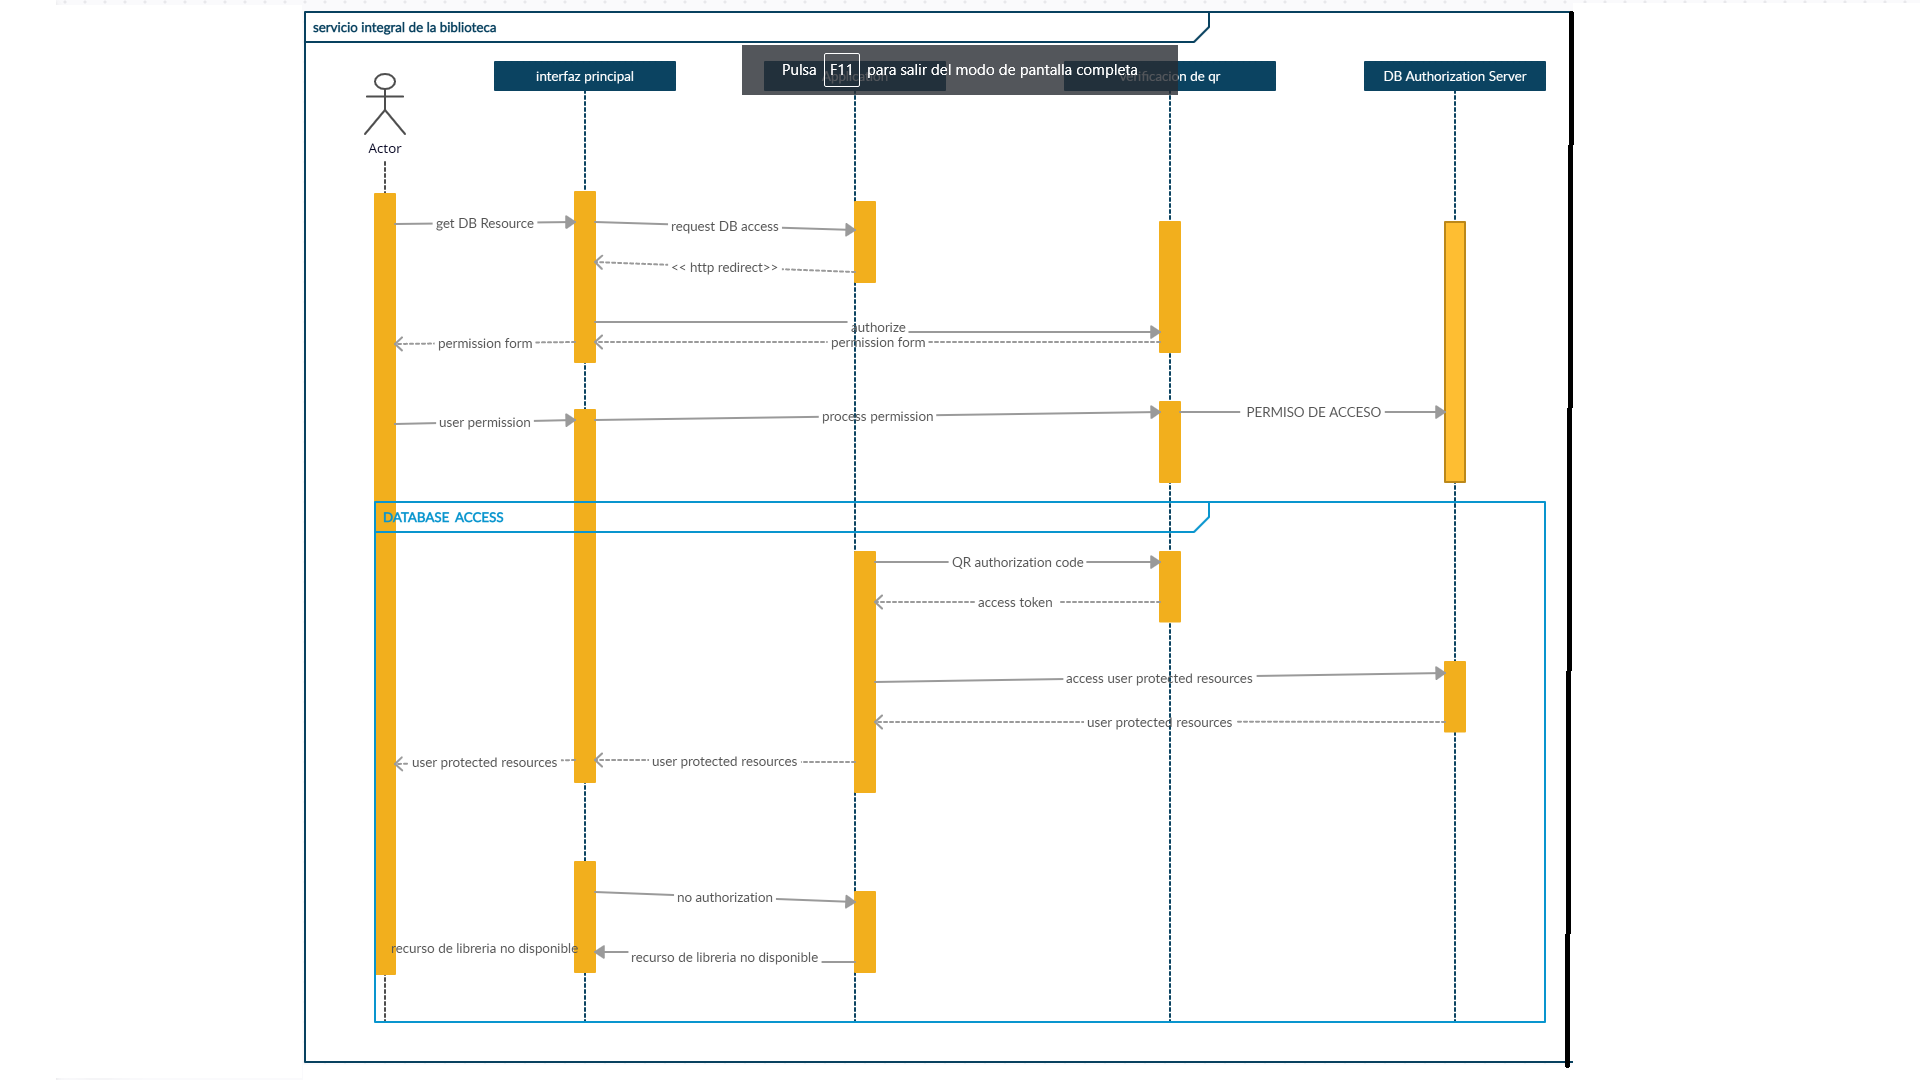 servicio integral de la biblioteca
Pulsa F11 para salir del modo de pantalla completa
interfaz principal
Application
verificacion de qr
DB Authorization Server
Actor
get DB Resource
request DB access
<< http redirect>>
authorize
permission form
permission form
user permission
process permission
PERMISO DE ACCESO
DATABASE ACCESS
QR authorization code
access token
access user protected resources
user protected resources
user protected resources
user protected resources
no authorization
recurso de libreria no disponible
recurso de libreria no disponible